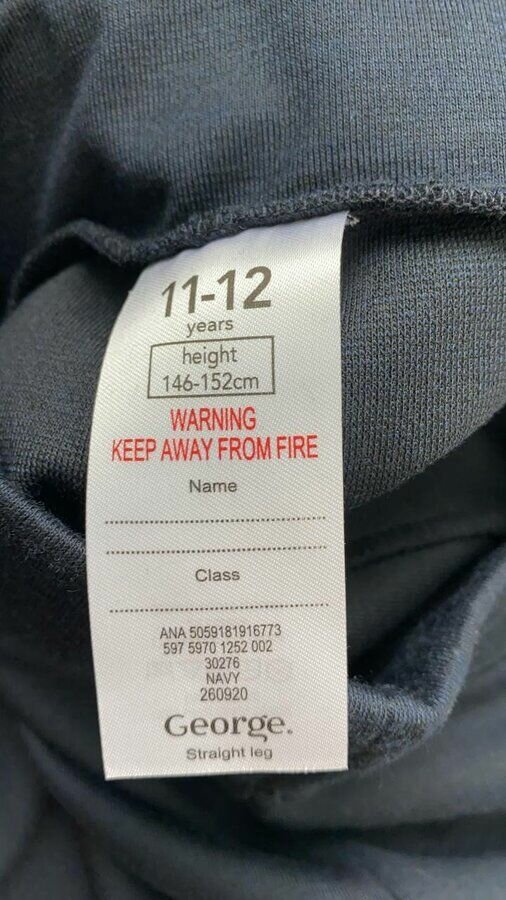 11-12
years
height
146-152cm
WARNING
KEEP AWAY FROM FIRE
Name
Class
ANA 5059181916773
597 5970 1252 002
30276
NAVY
260920
George.
Straight leg